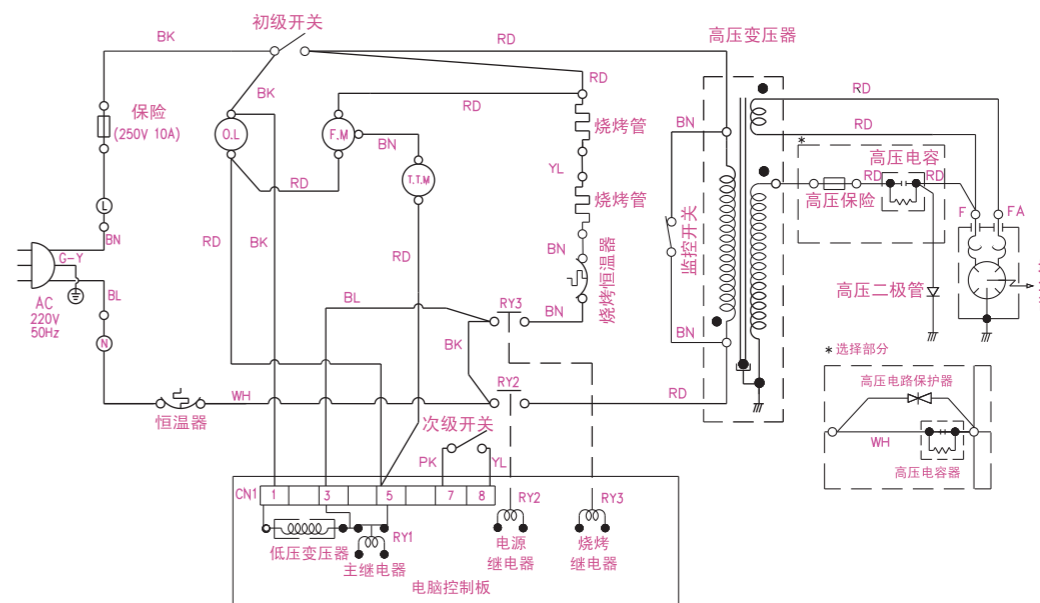 初级开关
BK
RD
高压变压器
RD
保险
(250V 10A)
BK
RD
RD
RD
O.L
F.M
BN
烧烤管
BN
*
高压电容
RD
RD
RD
T.T.M
YL
烧烤管
高压保险
L
F
FA
BN
RD
BK
RD
BN
监控开关
G-Y
烧烤恒温器
AC
220V
50Hz
BL
BL
RY3
BN
高压二极管
N
BK
BN
*选择部分
WH
RY2
RD
高压电路保护器
恒温器
次级开关
WH
PK
YL
高压电容器
CN1
1
3
5
7
8
RY2
RY3
RY1
低压变压器
主继电器
电源
继电器
烧烤
继电器
电脑控制板